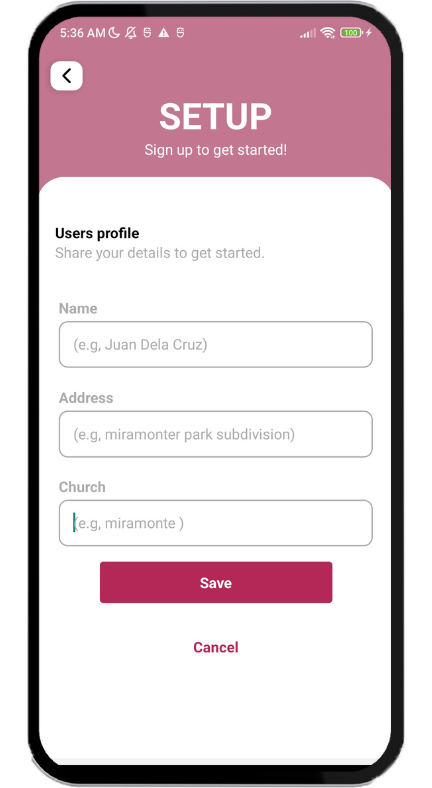 5:36 AM
100
SETUP
Sign up to get started!
Users profile
Share your details to get started.
Name
(e.g, Juan Dela Cruz)
Address
(e.g, miramonter park subdivision)
Church
(e.g, miramonte )
Save
Cancel